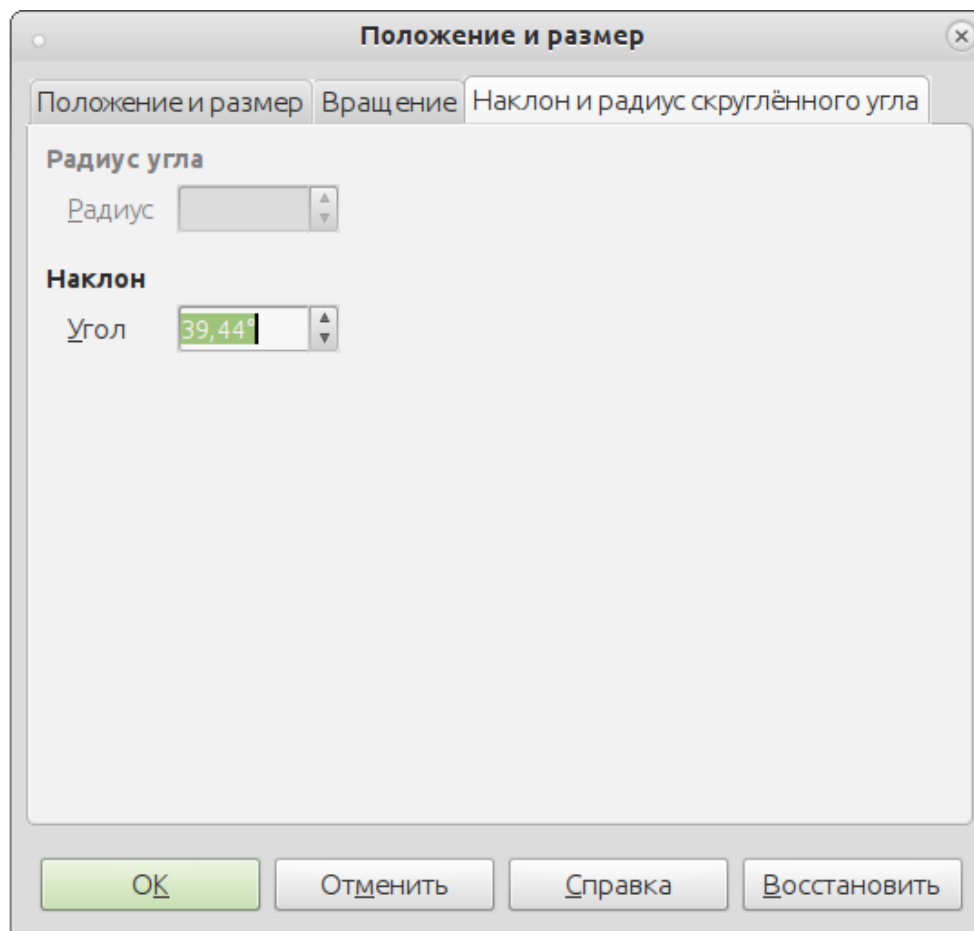 Положение и размер
Положение и размер Вращение Наклон и радиус скруглённого угла
Радиус угла
Радиус
Наклон
Угол 39,44°
ОК Отменить Справка Восстановить